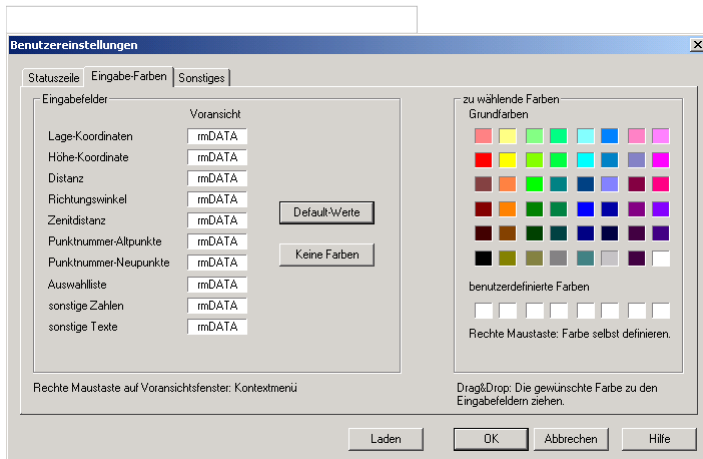 Benutzereinstellungen
Statuszeile Eingabe-Farben Sonstiges
Eingabefelder
Voransicht
Lage-Koordinaten rmDATA
Höhe-Koordinate rmDATA
Distanz rmDATA
Richtungswinkel rmDATA
Zenitdistanz rmDATA
Punktnummer-Altpunkte rmDATA
Punktnummer-Neupunkte rmDATA
Auswahlliste rmDATA
sonstige Zahlen rmDATA
sonstige Texte rmDATA
Default-Werte
Keine Farben
zu wählende Farben
Grundfarben
benutzerdefinierte Farben
Rechte Maustaste: Farbe selbst definieren.
Rechte Maustaste auf Voransichtsfenster: Kontextmenü
Drag&Drop: Die gewünschte Farbe zu den
Eingabefeldern ziehen.
Laden OK Abbrechen Hilfe